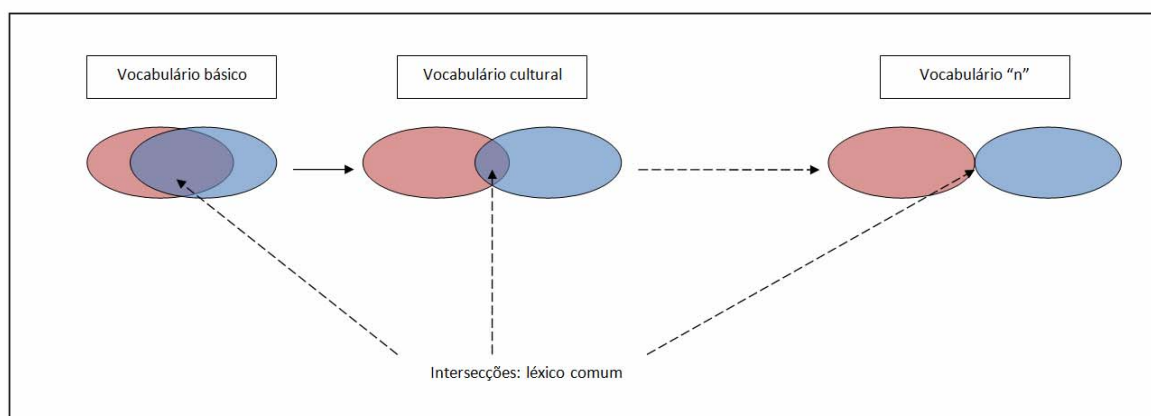 Vocabulário básico
Vocabulário cultural
Vocabulário “n”
Intersecções: léxico comum